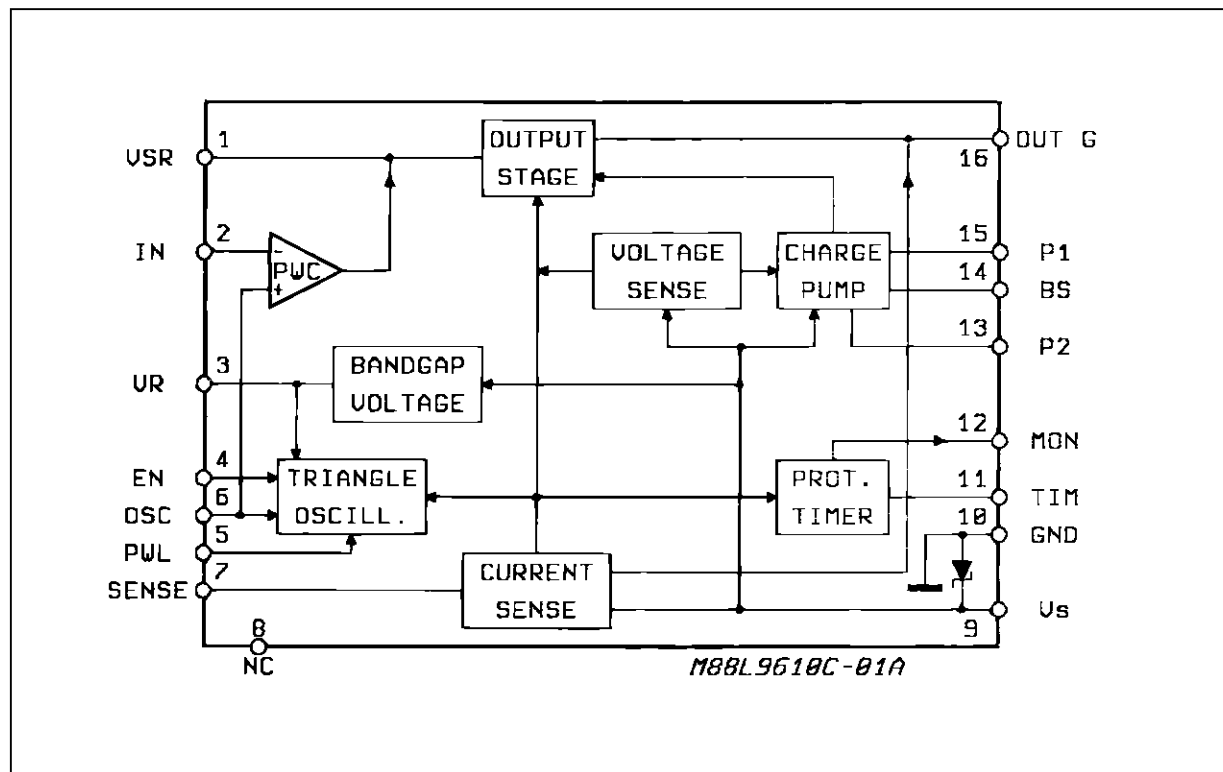 1
VSR
OUTPUT
STAGE
OUT G
16
2
IN
-
PWC
+
VOLTAGE
SENSE
CHARGE
PUMP
15
P1
14
BS
13
P2
3
VR
BANDGAP
VOLTAGE
4
EN
6
OSC
5
PWL
7
SENSE
TRIANGLE
OSCILL.
12
MON
PROT.
TIMER
11
TIM
10
GND
CURRENT
SENSE
Vs
9
8
NC
M88L9610C-01A